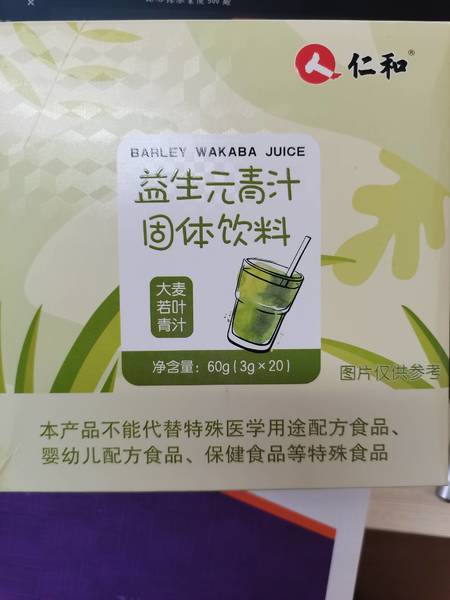 仁和®
BARLEY WAKABA JUICE
益生元青汁
固体饮料
大麦
若叶
青汁
净含量：60g(3g×20)
图片仅供参考
本产品不能代替特殊医学用途配方食品、
婴幼儿配方食品、保健食品等特殊食品